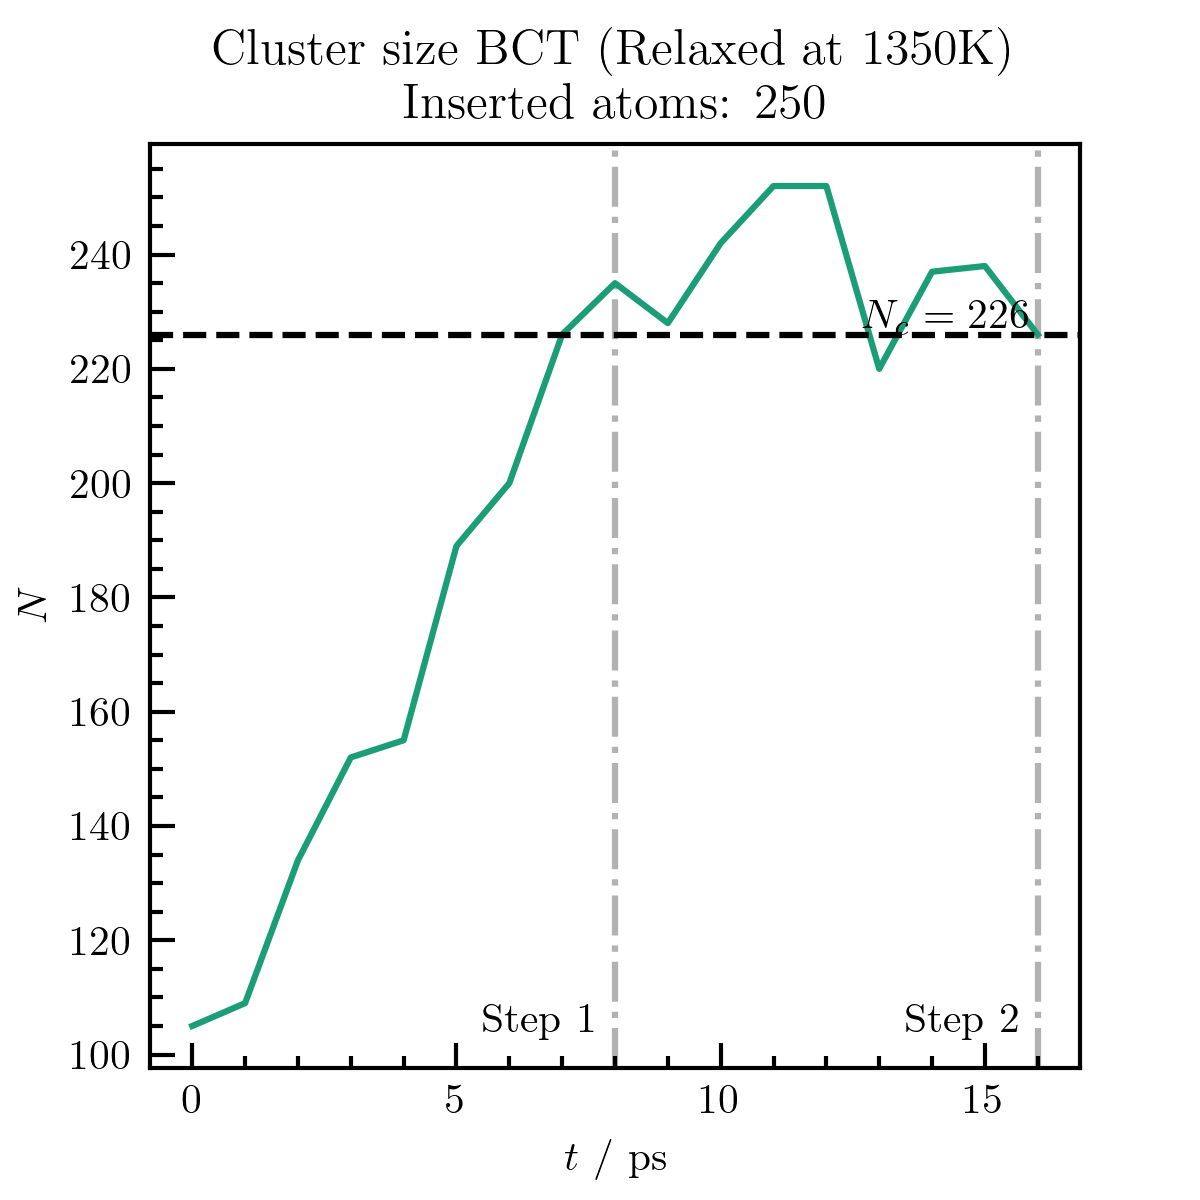 Cluster size BCT (Relaxed at 1350K)
Inserted atoms: 250
240
220
200
180
160
140
120
100
N
N_c = 226
Step 1
Step 2
0 5 10 15
t / ps